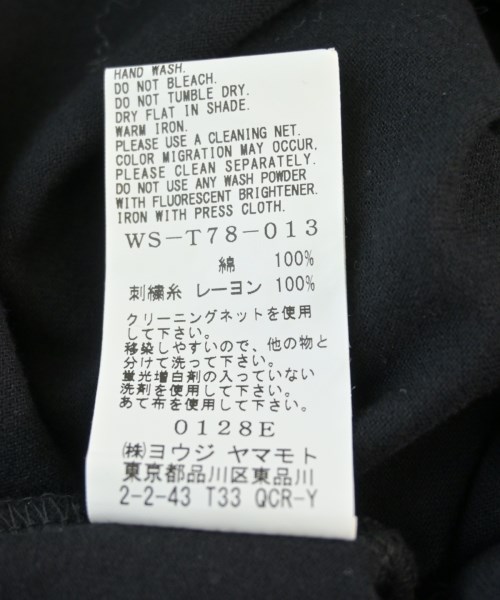 HAND WASH.
DO NOT BLEACH.
DO NOT TUMBLE DRY.
DRY FLAT IN SHADE.
WARM IRON.
PLEASE USE A CLEANING NET.
COLOR MIGRATION MAY OCCUR,
PLEASE CLEAN SEPARATELY.
DO NOT USE ANY WASH POWDER
WITH FLUORESCENT BRIGHTENER.
IRON WITH PRESS CLOTH.
WS-T78-013
綿 100%
刺繍糸 レーヨン 100%
クリーニングネットを使用
して下さい。
移染しやすいので、他の物と
分けて洗って下さい。
蛍光増白剤の入っていない
洗剤を使用して下さい。
あて布を使用して下さい。
0128E
㈱ヨウジ ヤマモト
東京都品川区東品川
2-2-43 T33 QCR-Y